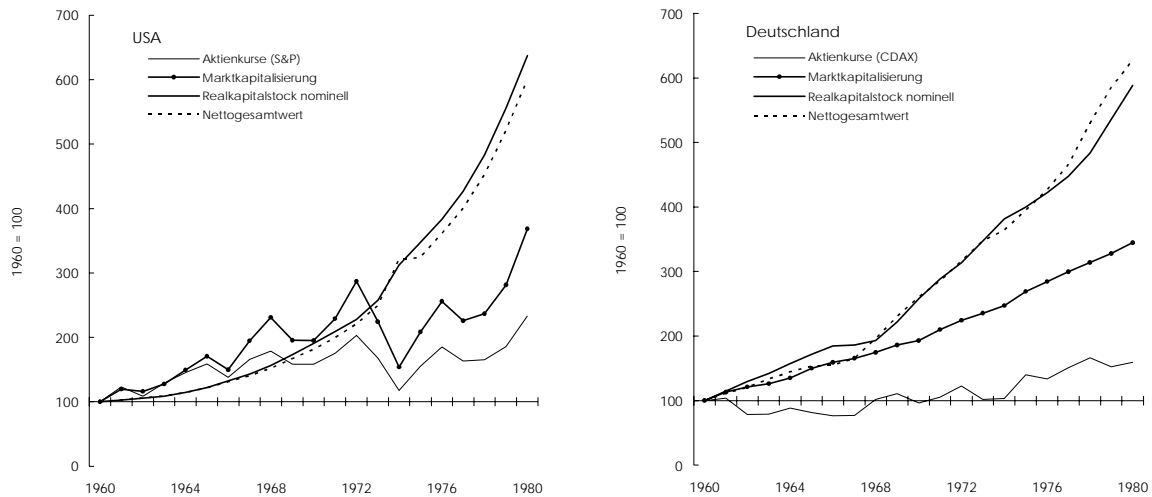 USA
Aktienkurse (S&P)
Marktkapitalisierung
Realkapitalstock nominell
Nettogesamtwert
1960 = 100
700
600
500
400
300
200
100
0
1960 1964 1968 1972 1976 1980
Deutschland
Aktienkurse (CDAX)
Marktkapitalisierung
Realkapitalstock nominell
Nettogesamtwert
1960 = 100
700
600
500
400
300
200
100
0
1960 1964 1968 1972 1976 1980